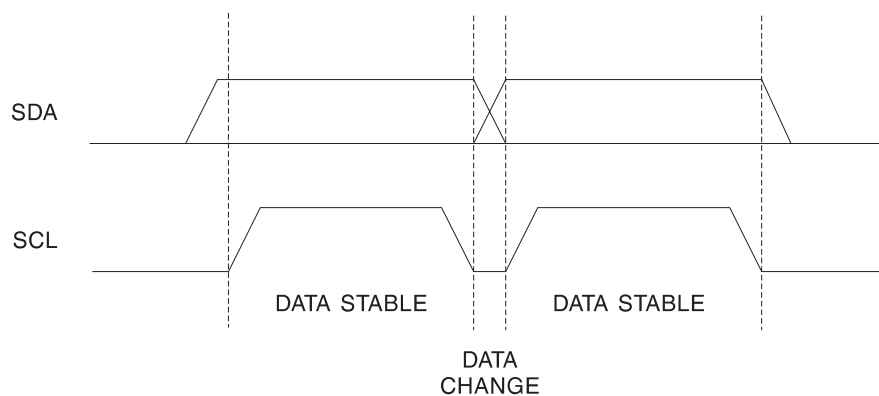 SDA
SCL
DATA STABLE
DATA STABLE
DATA
CHANGE